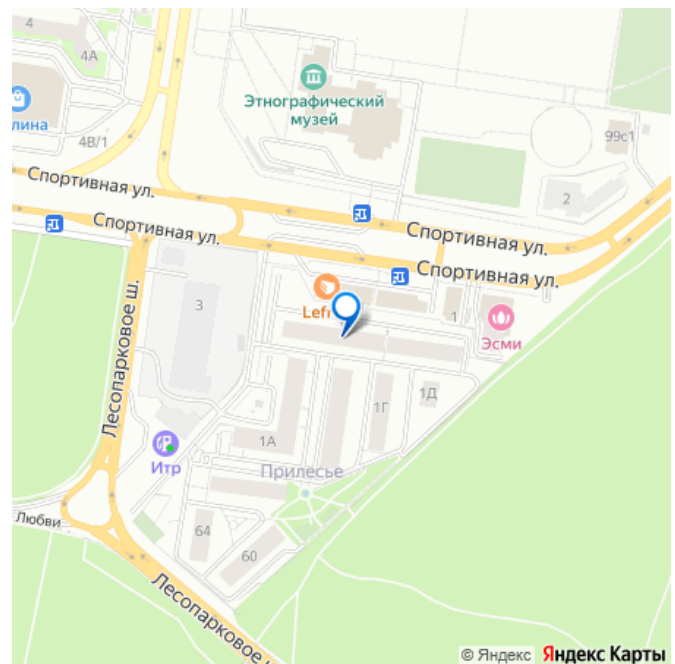 4
4А
Этнографический
музей
лина
4В/1
99с1
2
Спортивная ул.
Спортивная ул.
Спортивная ул.
Спортивная ул.
3
Left
1
Эсми
Лесопарковое ш.
1Д
1Г
1А
Итр
Прилесье
Любви
64
60
Лесопарковое
© Яндекс Яндекс Карты